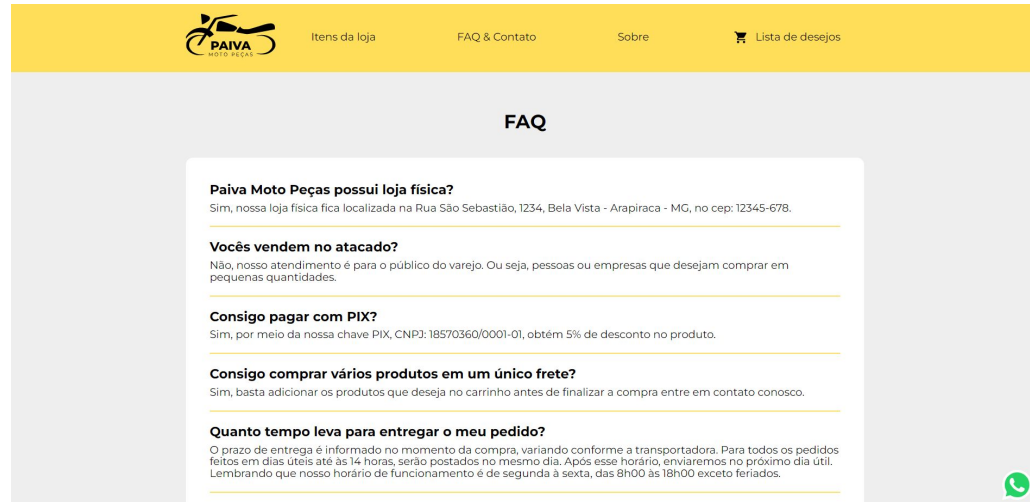 PAIVA
MOTO PEÇAS
Itens da loja
FAQ & Contato
Sobre
Lista de desejos
FAQ
Paiva Moto Peças possui loja física?
Sim, nossa loja física fica localizada na Rua São Sebastião, 1234, Bela Vista - Arapiraca - MG, no cep: 12345-678.
Vocês vendem no atacado?
Não, nosso atendimento é para o público do varejo. Ou seja, pessoas ou empresas que desejam comprar em
pequenas quantidades.
Consigo pagar com PIX?
Sim, por meio da nossa chave PIX, CNPJ: 18570360/0001-01, obtém 5% de desconto no produto.
Consigo comprar vários produtos em um único frete?
Sim, basta adicionar os produtos que deseja no carrinho antes de finalizar a compra entre em contato conosco.
Quanto tempo leva para entregar o meu pedido?
O prazo de entrega é informado no momento da compra, variando conforme a transportadora. Para todos os pedidos
feitos em dias úteis até às 14 horas, serão postados no mesmo dia. Após esse horário, enviaremos no próximo dia útil.
Lembrando que nosso horário de funcionamento é de segunda à sexta, das 8h00 às 18h00 exceto feriados.